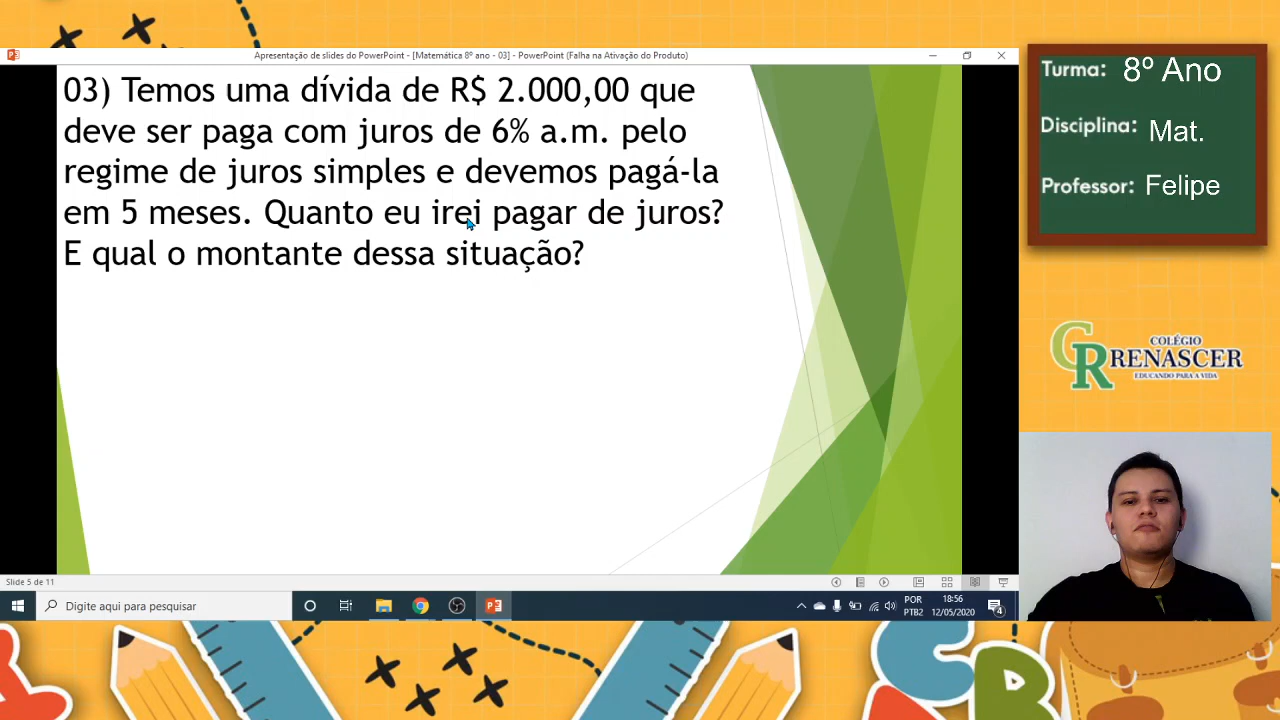 Apresentação de slides do PowerPoint - [Matemática 8º ano - 03] - PowerPoint (Falha na Ativação do Produto)
03) Temos uma dívida de R$ 2.000,00 que
deve ser paga com juros de 6% a.m. pelo
regime de juros simples e devemos pagá-la
em 5 meses. Quanto eu irei pagar de juros?
E qual o montante dessa situação?
Turma: 8º Ano
Disciplina: Mat.
Professor: Felipe
CR
COLÉGIO
RENASCER
EDUCANDO PARA A VIDA
Slide 5 de 11
Digite aqui para pesquisar
POR
PTB2
18:56
12/05/2020
4